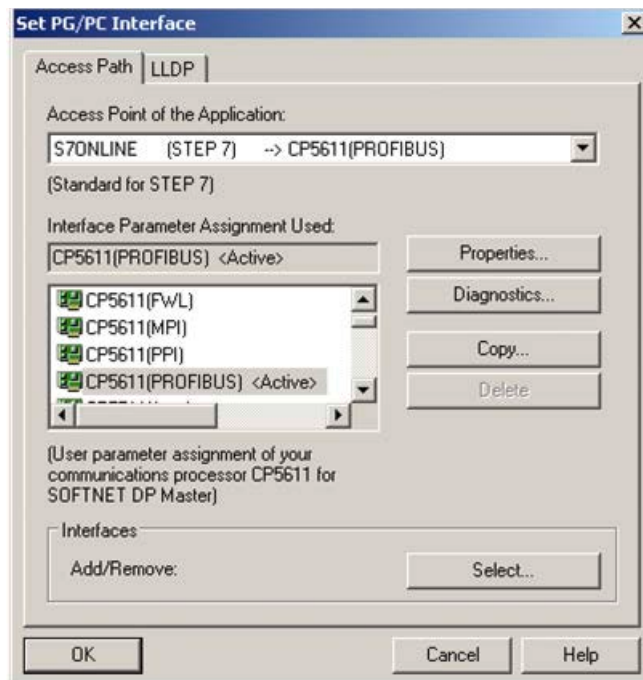 Set PG/PC Interface
Access Path
LLDP
Access Point of the Application:
S7ONLINE (STEP 7) --> CP5611(PROFIBUS)
(Standard for STEP 7)
Interface Parameter Assignment Used:
CP5611(PROFIBUS) <Active>
Properties...
Diagnostics...
CP5611(FWL)
CP5611(MPI)
CP5611(PPI)
CP5611(PROFIBUS) <Active>
Copy...
Delete
(User parameter assignment of your
communications processor CP5611 for
SOFTNET DP Master)
Interfaces
Add/Remove:
Select...
OK
Cancel
Help